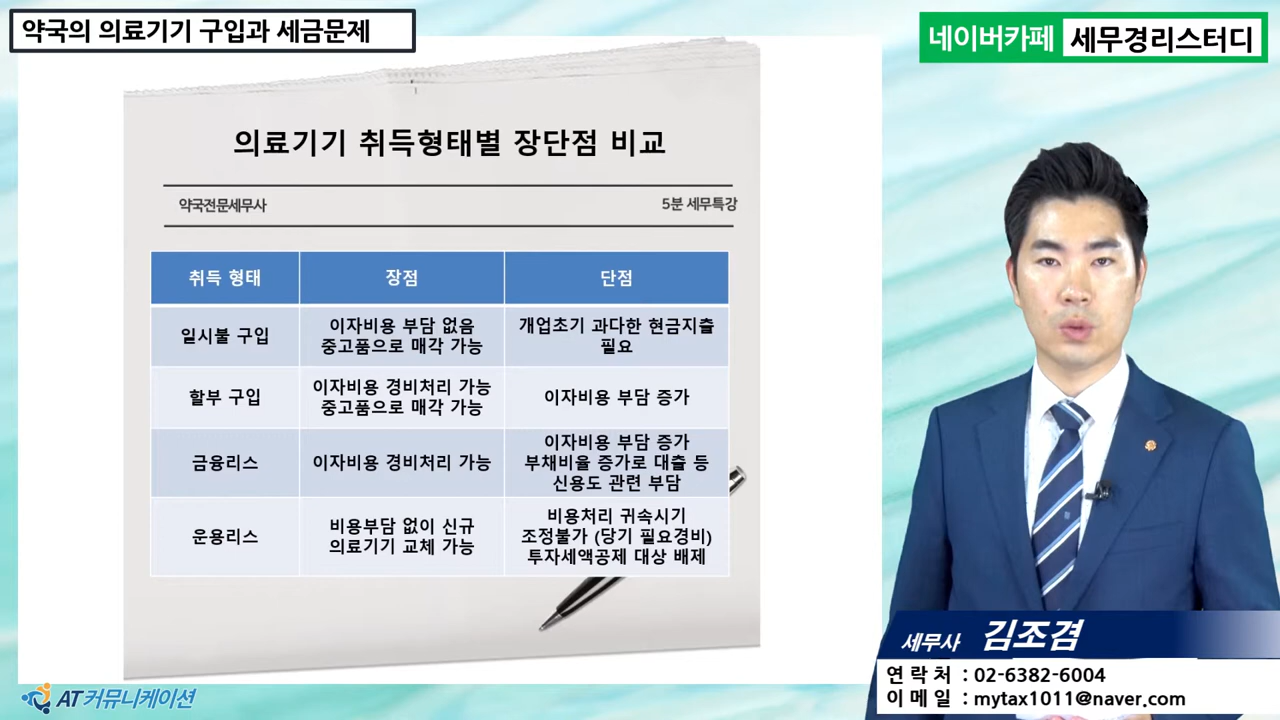 약국의 의료기기 구입과 세금문제
네이버카페 세무경리스터디
의료기기 취득형태별 장단점 비교
약국전문세무사
5분 세무특강
취득 형태
장점
단점
일시불 구입
이자비용 부담 없음
중고품으로 매각 가능
개업초기 과다한 현금지출
필요
할부 구입
이자비용 경비처리 가능
중고품으로 매각 가능
이자비용 부담 증가
금융리스
이자비용 경비처리 가능
이자비용 부담 증가
부채비율 증가로 대출 등
신용도 관련 부담
운용리스
비용부담 없이 신규
의료기기 교체 가능
비용처리 귀속시기
조정불가 (당기 필요경비)
투자세액공제 대상 배제
세무사 김조겸
연 락 처 : 02-6382-6004
이 메 일 : mytax1011@naver.com
AT커뮤니케이션